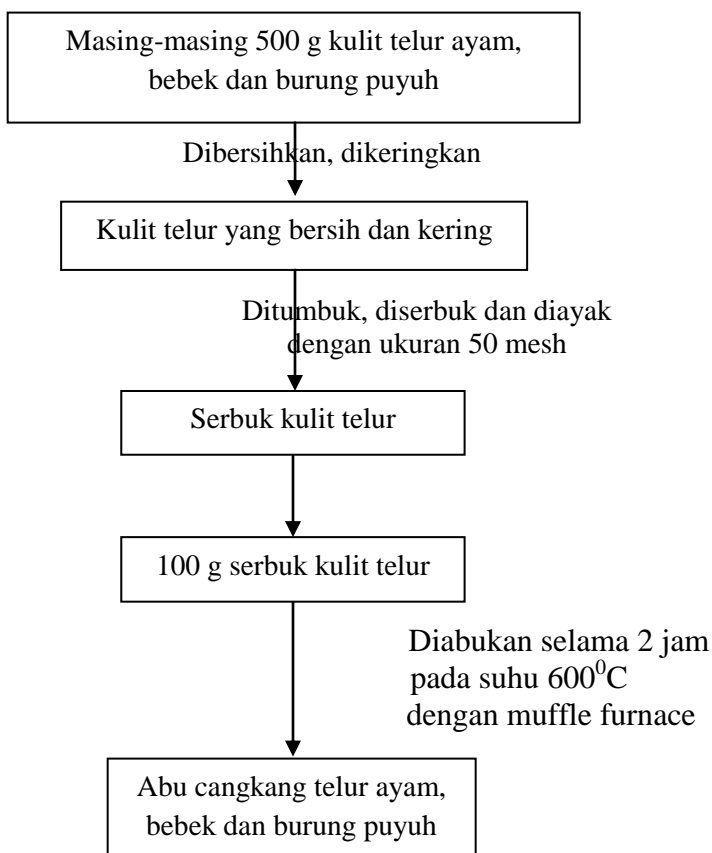 Masing-masing 500 g kulit telur ayam,
bebek dan burung puyuh
Dibersihkan, dikeringkan
Kulit telur yang bersih dan kering
Ditumbuk, diserbuk dan diayak
dengan ukuran 50 mesh
Serbuk kulit telur
100 g serbuk kulit telur
Diabukan selama 2 jam
pada suhu 600⁰C
dengan muffle furnace
Abu cangkang telur ayam,
bebek dan burung puyuh